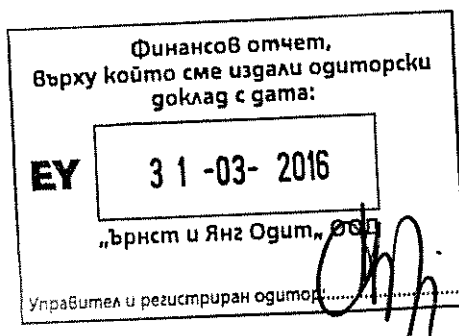 Финансов отчет,
върху който сме издали одиторски
доклад с дата:
EY
31-03-2016
„Ърнст и Янг Одит„ ООД
Управител и регистриран одитор:....................